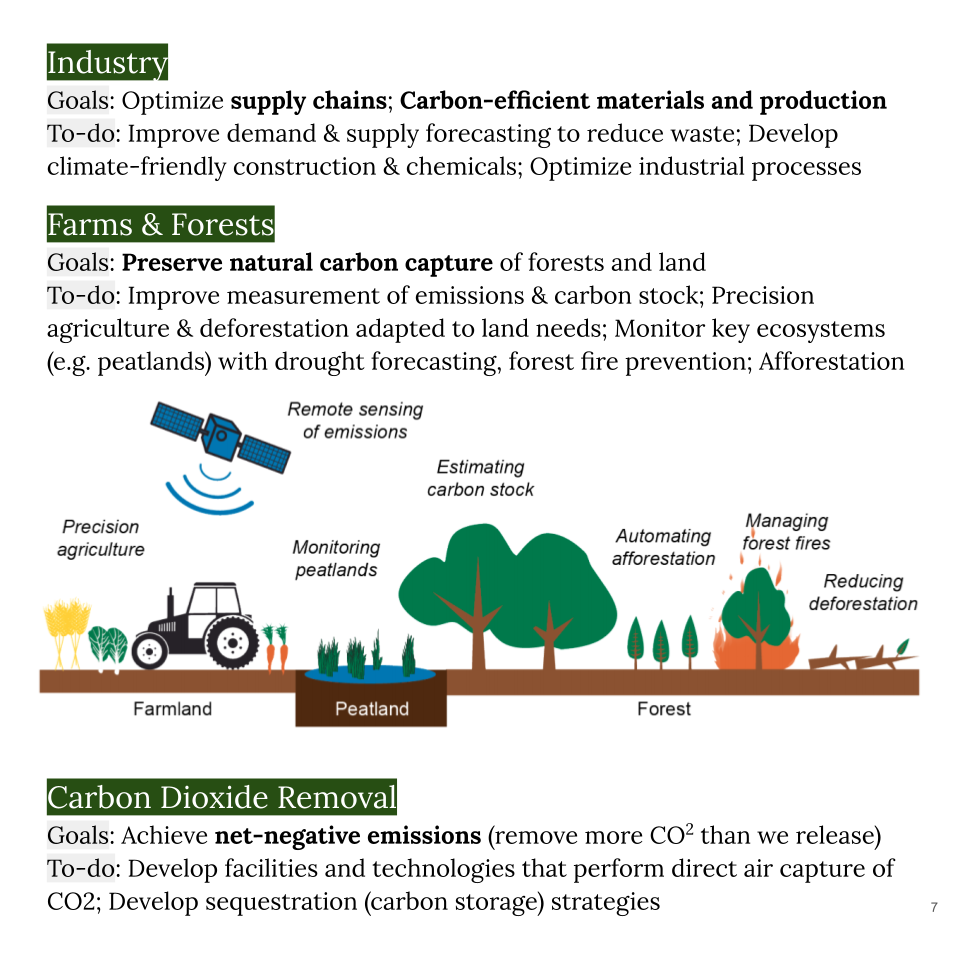 Industry
Goals: Optimize supply chains; Carbon-efficient materials and production
To-do: Improve demand & supply forecasting to reduce waste; Develop
climate-friendly construction & chemicals; Optimize industrial processes
Farms & Forests
Goals: Preserve natural carbon capture of forests and land
To-do: Improve measurement of emissions & carbon stock; Precision
agriculture & deforestation adapted to land needs; Monitor key ecosystems
(e.g. peatlands) with drought forecasting, forest fire prevention; Afforestation
Remote sensing
of emissions
Estimating
carbon stock
Precision
agriculture
Monitoring
peatlands
Automating
afforestation
Managing
forest fires
Reducing
deforestation
Farmland
Peatland
Forest
Carbon Dioxide Removal
Goals: Achieve net-negative emissions (remove more CO² than we release)
To-do: Develop facilities and technologies that perform direct air capture of
CO2; Develop sequestration (carbon storage) strategies
7